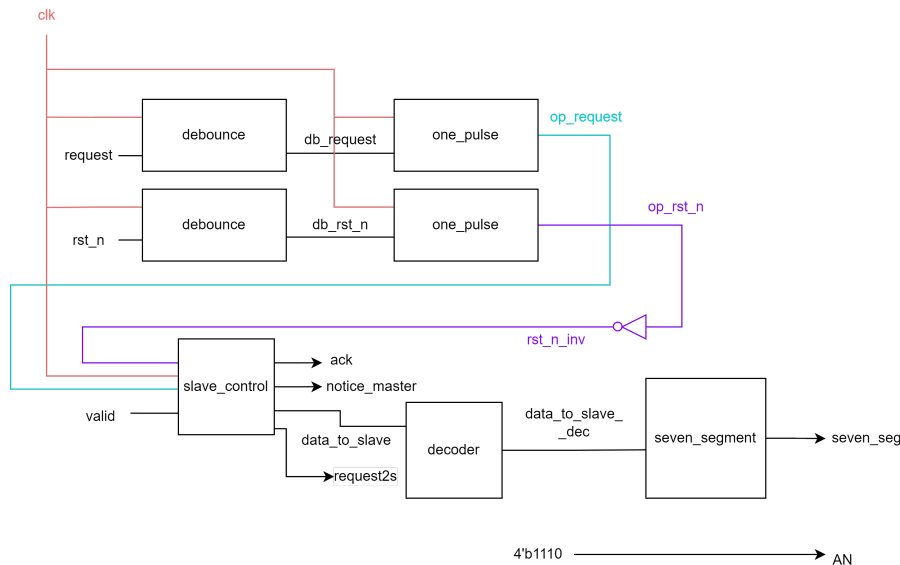 clk
op_request
debounce
db_request
one_pulse
request
op_rst_n
debounce
db_rst_n
one_pulse
rst_n
rst_n_inv
ack
slave_control
notice_master
valid
data_to_slave_
_dec
data_to_slave
decoder
seven_segment
seven_seg
request2s
4'b1110
AN